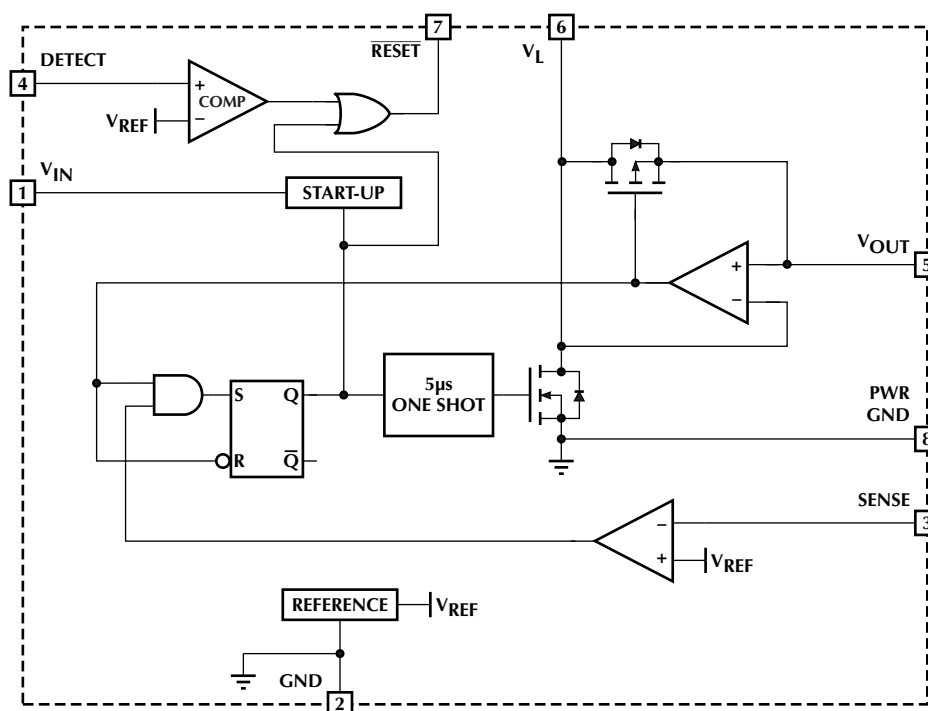 7
6
RESET
V_L
4
DETECT
+
COMP
−
V_REF
1
V_IN
START-UP
V_OUT
5
+
−
S
Q
R
Q̅
5µs
ONE SHOT
PWR
GND
8
SENSE
3
−
+
V_REF
REFERENCE
V_REF
GND
2